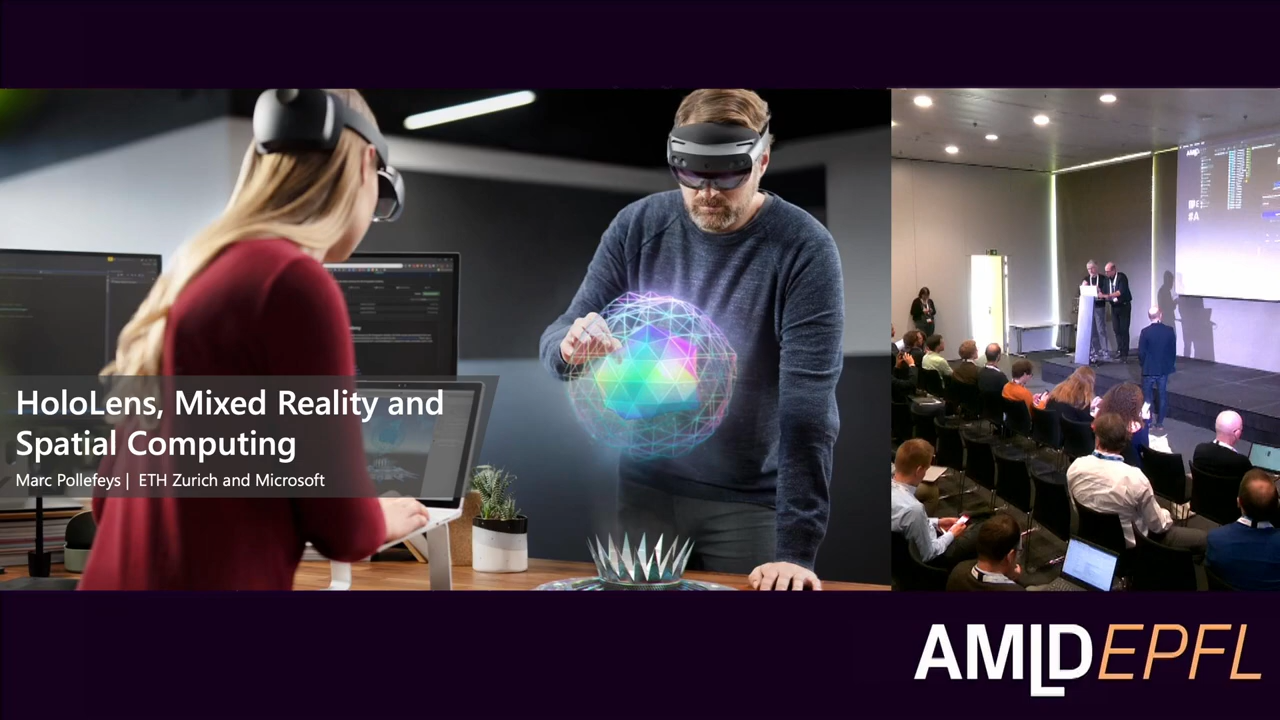 HoloLens, Mixed Reality and
Spatial Computing
Marc Pollefeys | ETH Zurich and Microsoft
AMLD EPFL